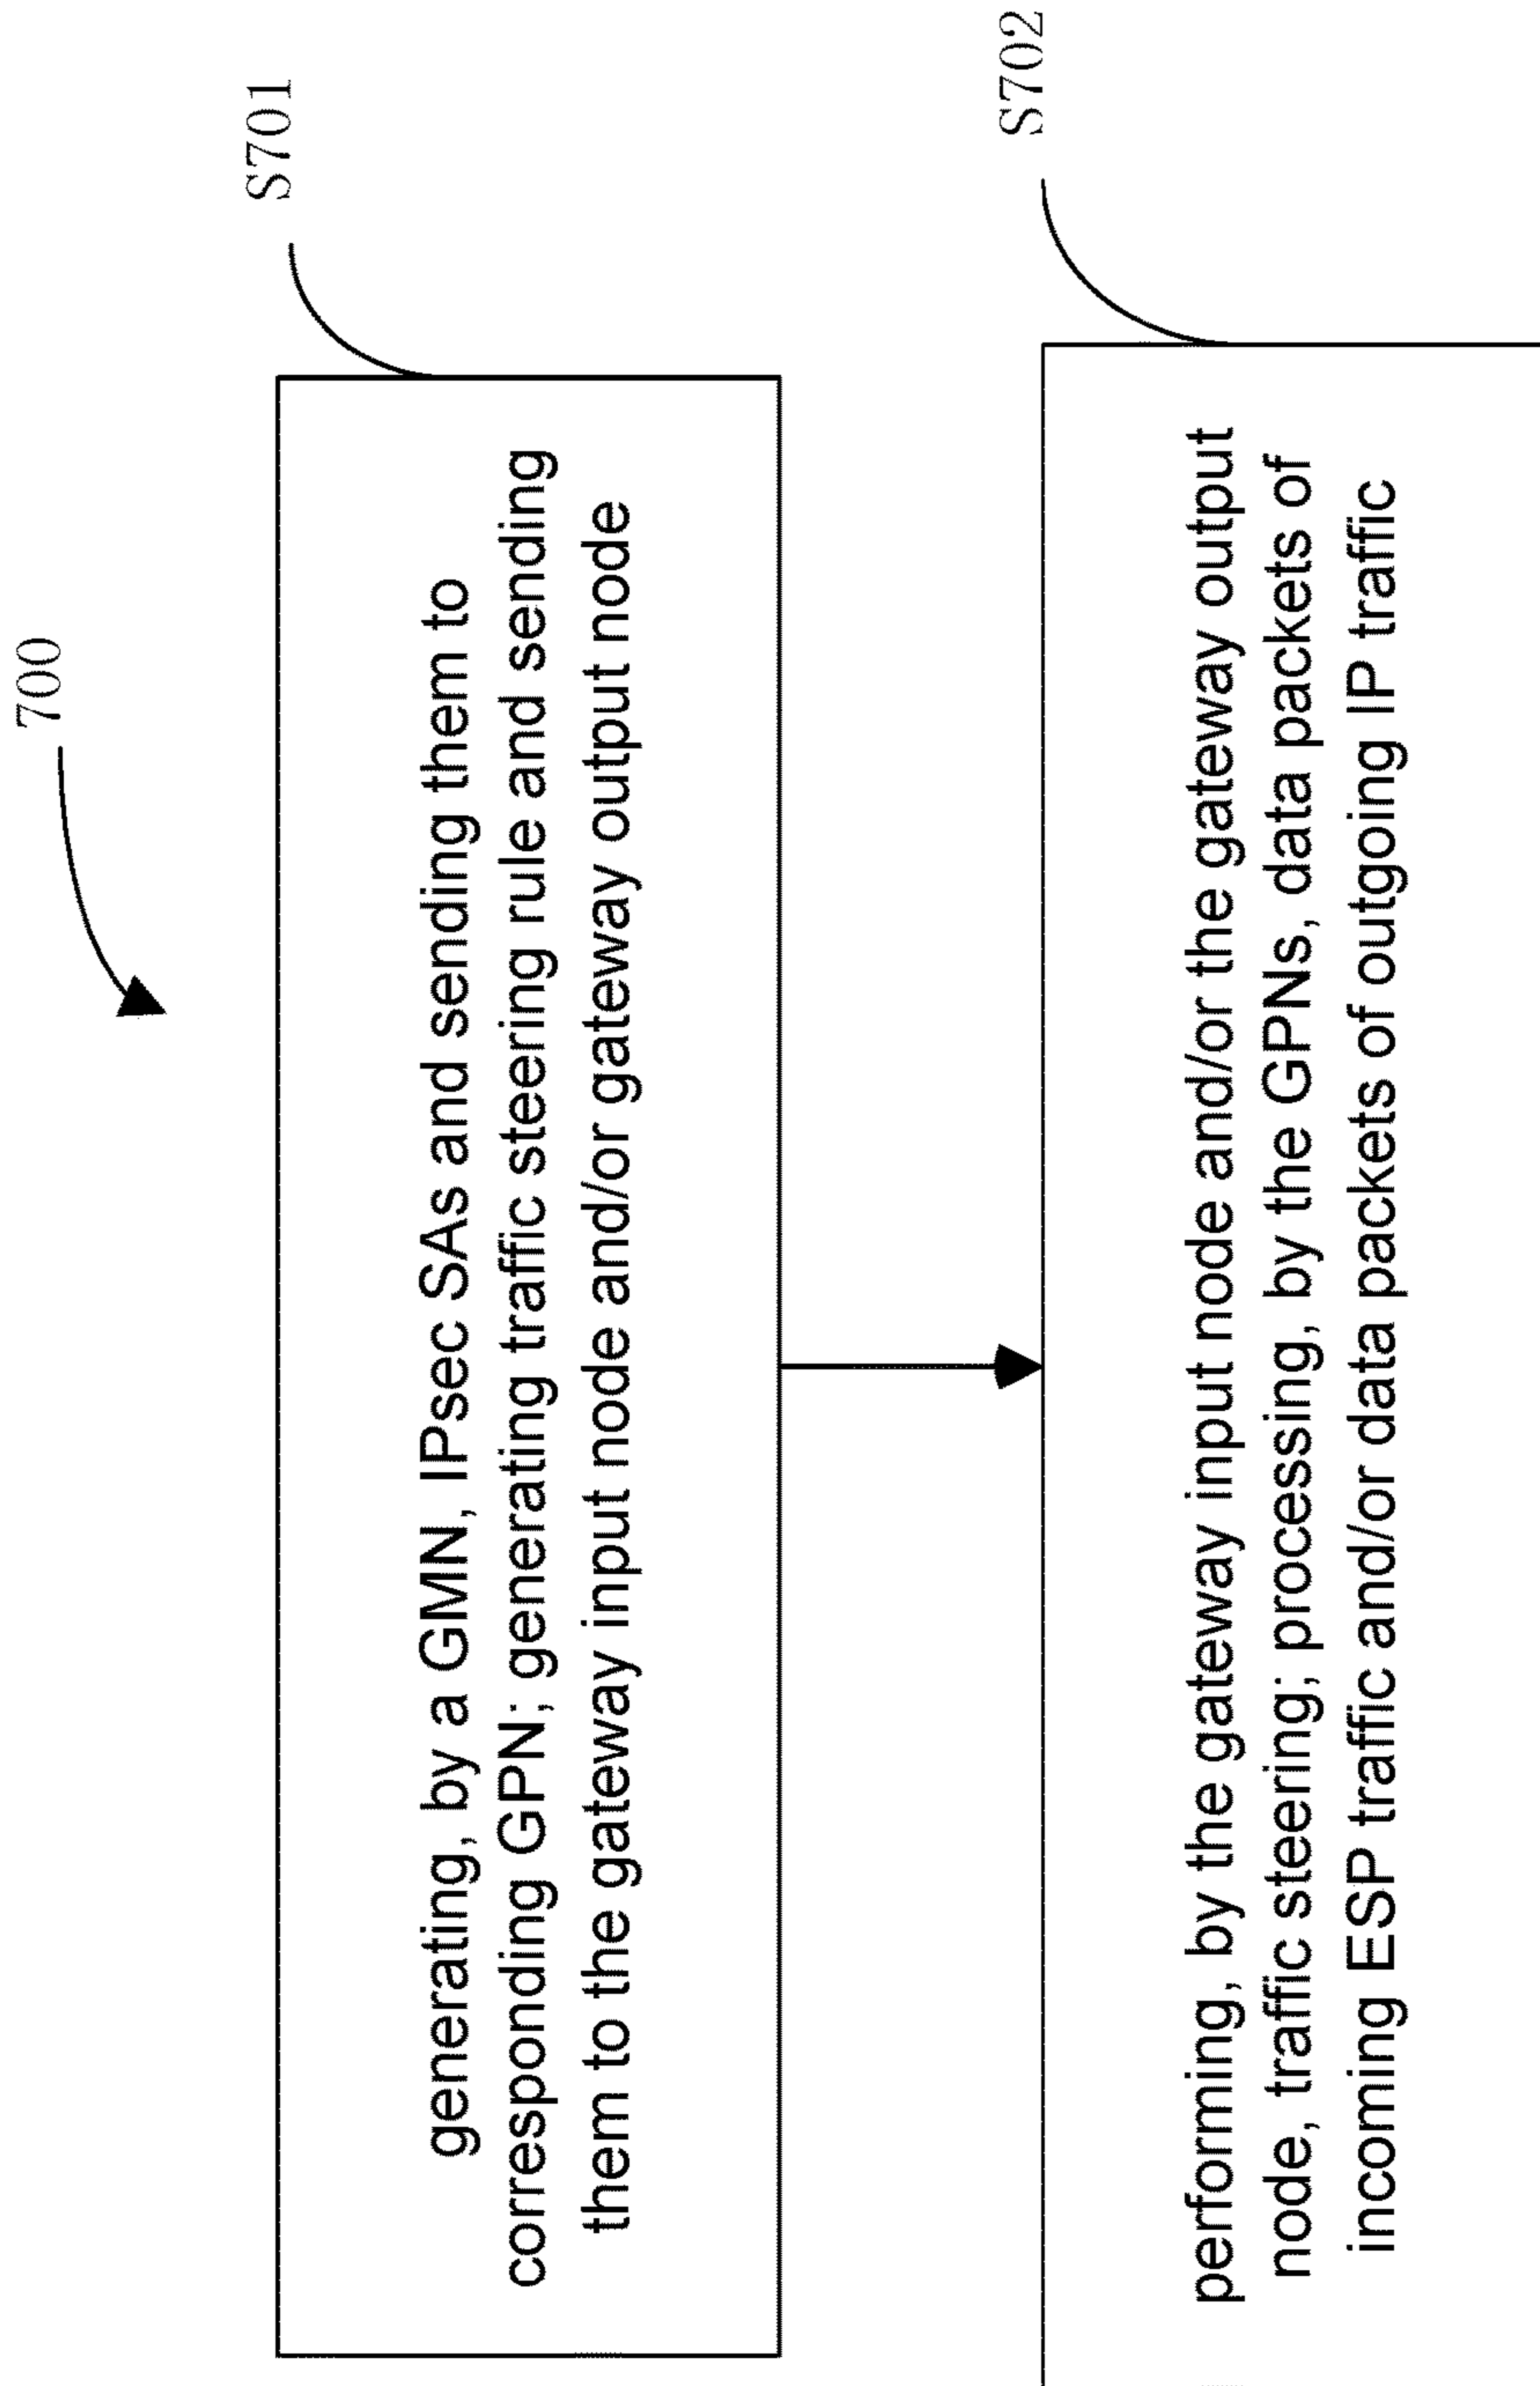 700
S701
generating, by a GMN, IPsec SAs and sending them to
corresponding GPN; generating traffic steering rule and sending
them to the gateway input node and/or gateway output node
S702
performing, by the gateway input node and/or the gateway output
node, traffic steering; processing, by the GPNs, data packets of
incoming ESP traffic and/or data packets of outgoing IP traffic